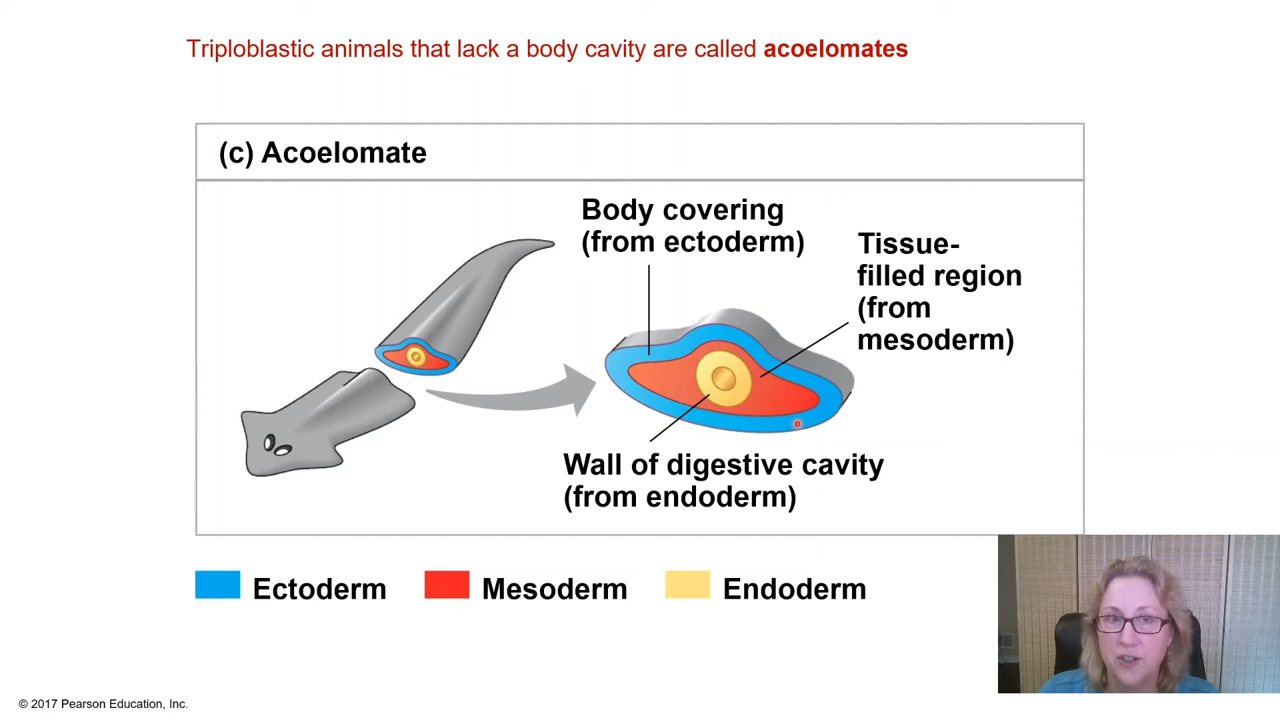 Triploblastic animals that lack a body cavity are called acoelomates
(c) Acoelomate
Body covering
(from ectoderm)
Tissue-
filled region
(from
mesoderm)
Wall of digestive cavity
(from endoderm)
Ectoderm
Mesoderm
Endoderm
© 2017 Pearson Education, Inc.